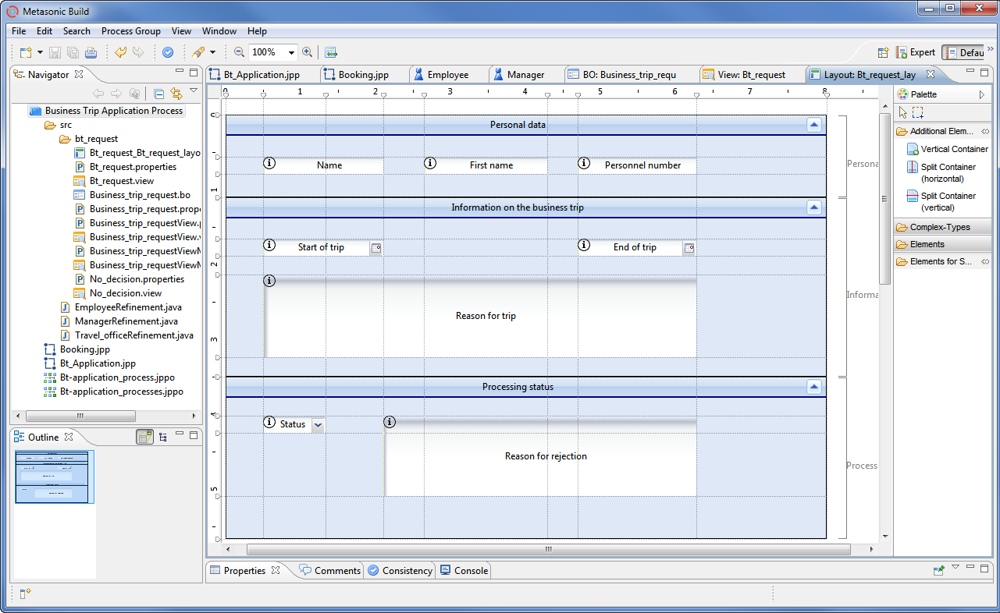 Metasonic Build
File Edit Search Process Group View Window Help
100% Expert Defau
Navigator
Bt_Application.jpp Booking.jpp Employee Manager BO: Business_trip_requ View: Bt_request Layout: Bt_request_lay
0 1 2 3 4 5 6 7 8
Business Trip Application Process
src
bt_request
Bt_request_Bt_request_layo
Bt_request.properties
Bt_request.view
Business_trip_request.bo
Business_trip_request.prope
Business_trip_requestView.p
Business_trip_requestView.v
Business_trip_requestViewM
Business_trip_requestViewM
No_decision.properties
No_decision.view
EmployeeRefinement.java
ManagerRefinement.java
Travel_officeRefinement.java
Booking.jpp
Bt_Application.jpp
Bt-application_process.jppo
Bt-application_processes.jppo
Outline
0
1
2
3
4
5
Personal data
Name First name Personnel number
Persona
Information on the business trip
Start of trip End of trip
Reason for trip
Informa
Processing status
Status
Reason for rejection
Process
Palette
Additional Elem...
Vertical Container
Split Container
(horizontal)
Split Container
(vertical)
Complex-Types
Elements
Elements for S...
Properties Comments Consistency Console